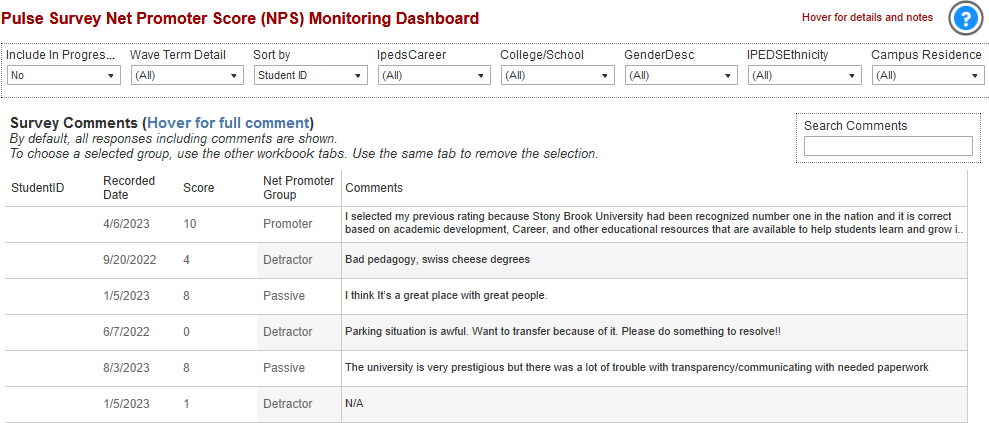 Pulse Survey Net Promoter Score (NPS) Monitoring Dashboard
Hover for details and notes
?
Include In Progres... Wave Term Detail Sort by IpedsCareer College/School GenderDesc IPEDSEthnicity Campus Residence
No (All) Student ID (All) (All) (All) (All) (All)
Survey Comments (Hover for full comment)
By default, all responses including comments are shown.
To choose a selected group, use the other workbook tabs. Use the same tab to remove the selection.
Search Comments
StudentID Recorded Date Score Net Promoter Group Comments
4/6/2023 10 Promoter I selected my previous rating because Stony Brook University had been recognized number one in the nation and it is correct
based on academic development, Career, and other educational resources that are available to help students learn and grow i..
9/20/2022 4 Detractor Bad pedagogy, swiss cheese degrees
1/5/2023 8 Passive I think It's a great place with great people.
6/7/2022 0 Detractor Parking situation is awful. Want to transfer because of it. Please do something to resolve!!
8/3/2023 8 Passive The university is very prestigious but there was a lot of trouble with transparency/communicating with needed paperwork
1/5/2023 1 Detractor N/A